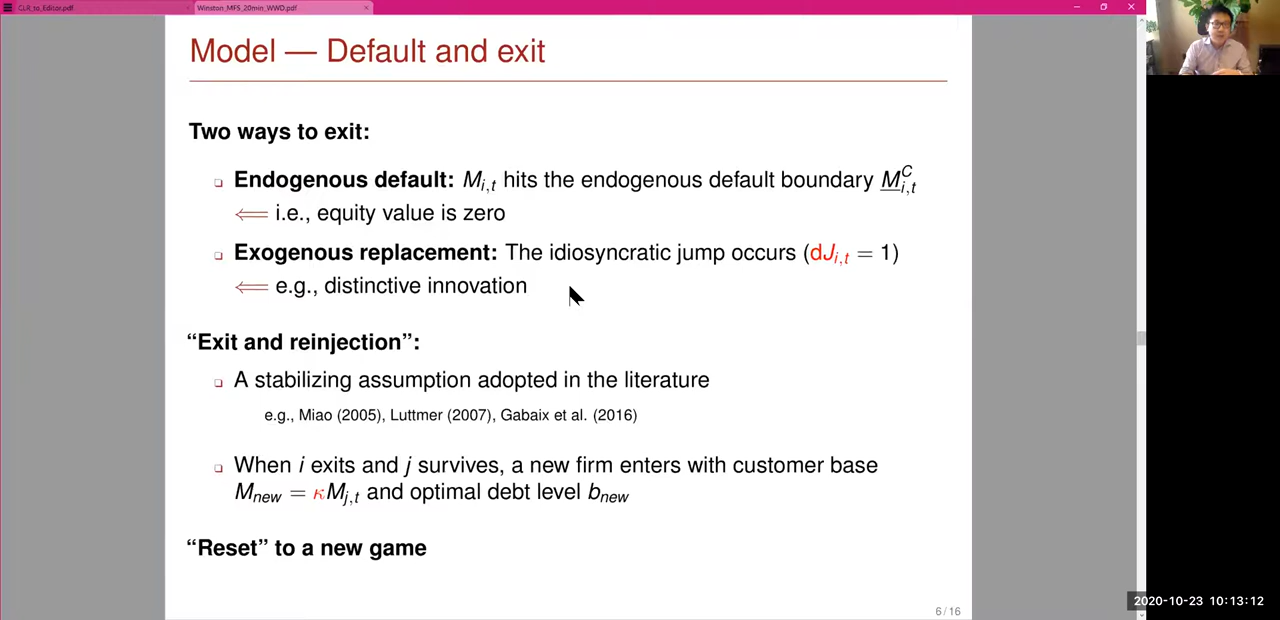 CLR_to_Editor.pdf
Winston_MFS_20min_WWD.pdf
Model — Default and exit
Two ways to exit:
Endogenous default: M_{i,t} hits the endogenous default boundary \underline{M}^C_{i,t}
⟸ i.e., equity value is zero
Exogenous replacement: The idiosyncratic jump occurs (dJ_{i,t} = 1)
⟸ e.g., distinctive innovation
“Exit and reinjection”:
A stabilizing assumption adopted in the literature
e.g., Miao (2005), Luttmer (2007), Gabaix et al. (2016)
When i exits and j survives, a new firm enters with customer base
M_{new} = κM_{j,t} and optimal debt level b_{new}
“Reset” to a new game
6/16
2020-10-23 10:13:12